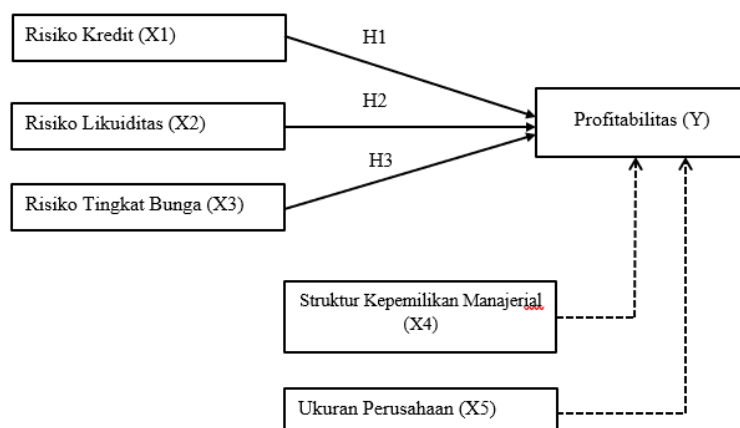 Risiko Kredit (X1)
H1
H2
Profitabilitas (Y)
Risiko Likuiditas (X2)
H3
Risiko Tingkat Bunga (X3)
Struktur Kepemilikan Manajerial
(X4)
Ukuran Perusahaan (X5)